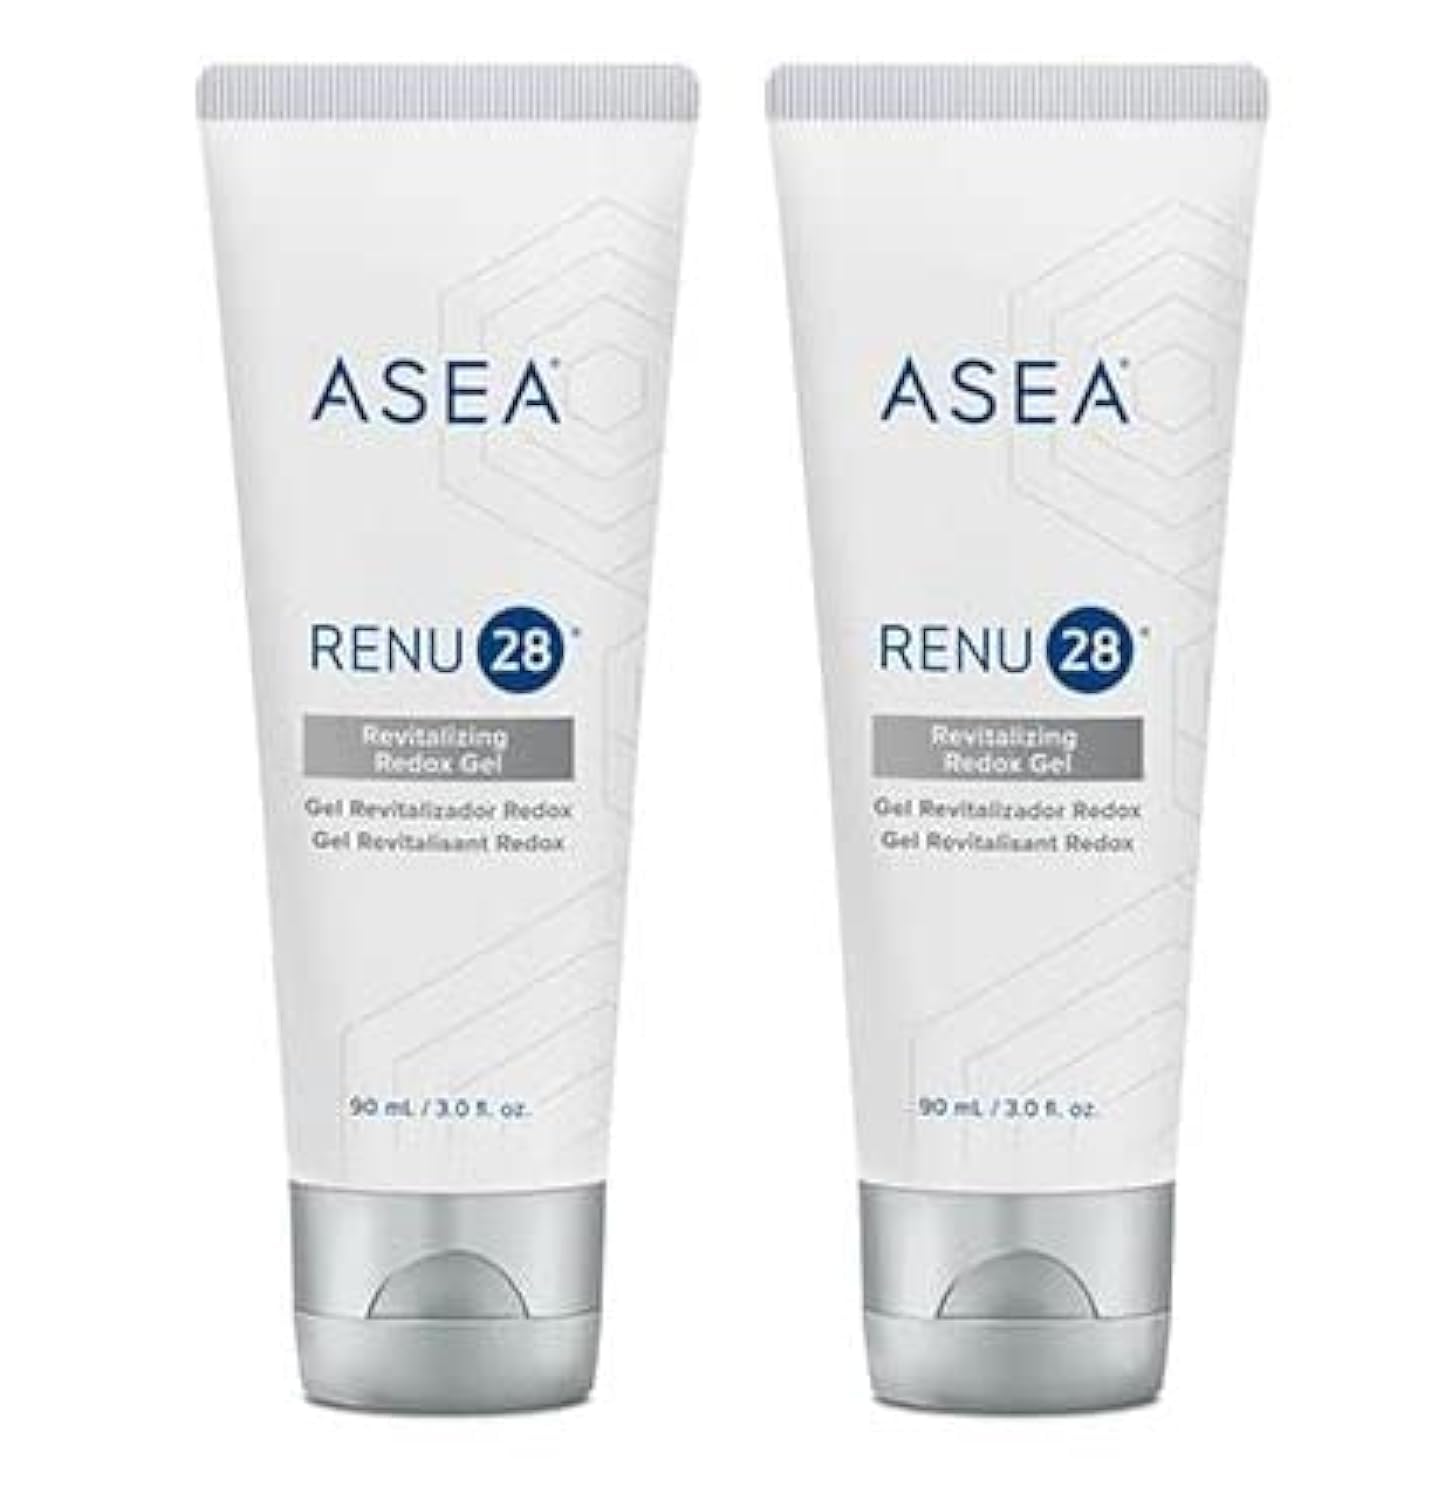 ASEA®
RENU 28®
Revitalizing
Redox Gel
Gel Revitalizador Redox
Gel Revitalisant Redox
90 mL / 3.0 fl. oz.
ASEA®
RENU 28®
Revitalizing
Redox Gel
Gel Revitalizador Redox
Gel Revitalisant Redox
90 mL / 3.0 fl. oz.